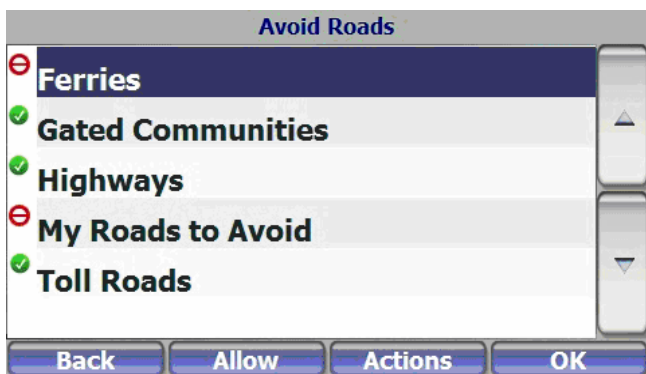 Avoid Roads
Ferries
Gated Communities
Highways
My Roads to Avoid
Toll Roads
Back Allow Actions OK